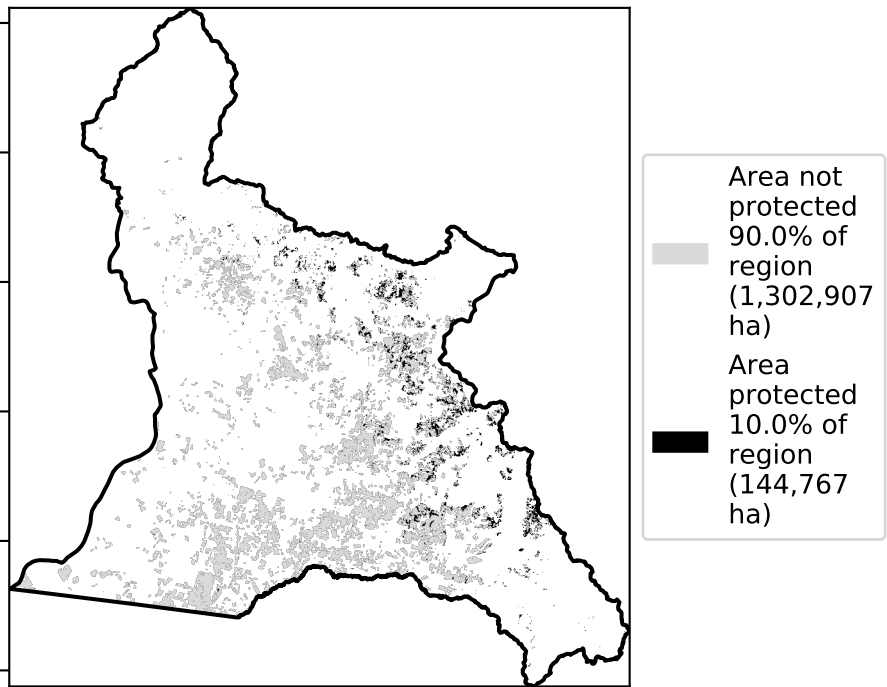 Area not
protected
90.0% of
region
(1,302,907
ha)
Area
protected
10.0% of
region
(144,767
ha)